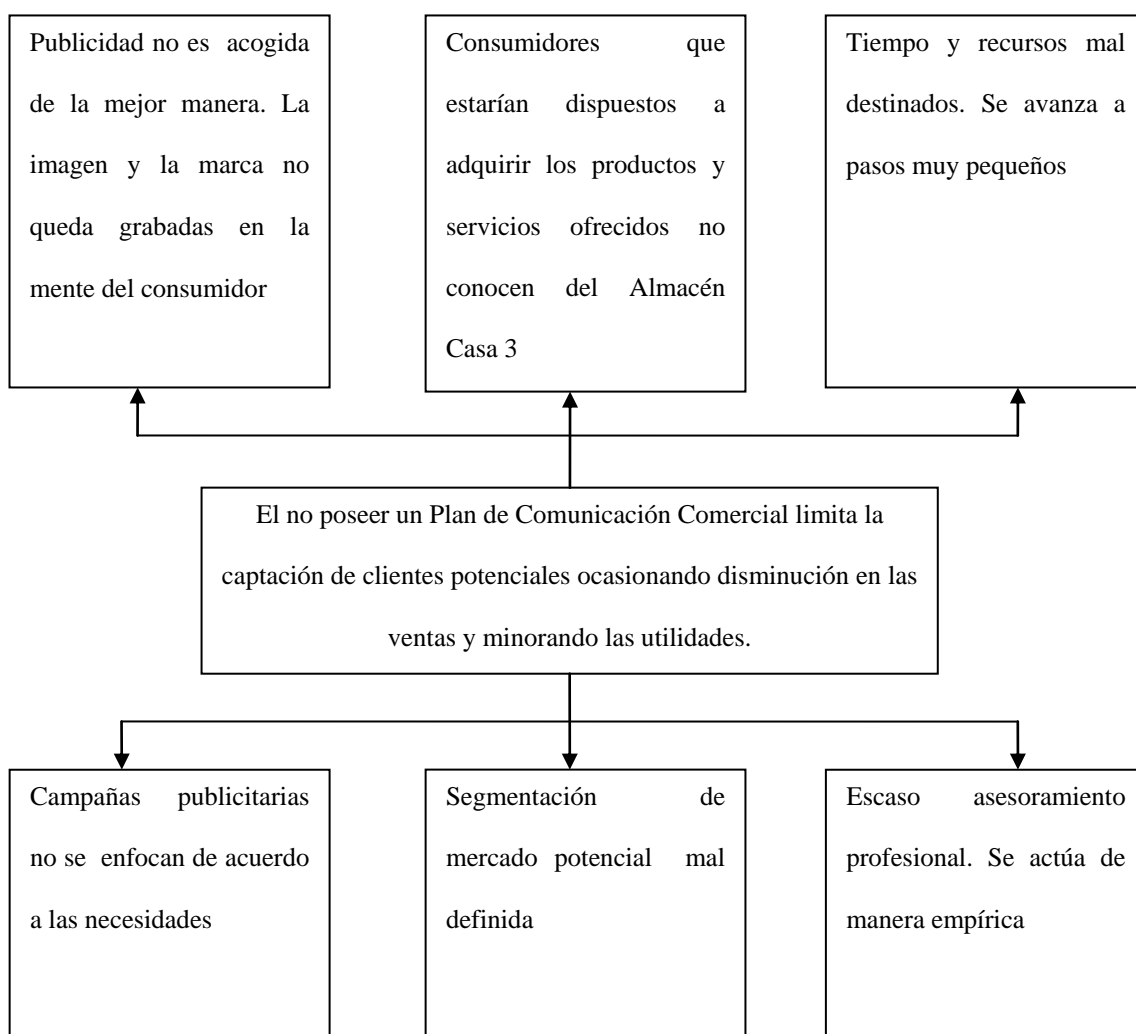 Publicidad no es acogida
de la mejor manera. La
imagen y la marca no
queda grabadas en la
mente del consumidor
Consumidores que
estarían dispuestos a
adquirir los productos y
servicios ofrecidos no
conocen del Almacén
Casa 3
Tiempo y recursos mal
destinados. Se avanza a
pasos muy pequeños
El no poseer un Plan de Comunicación Comercial limita la
captación de clientes potenciales ocasionando disminución en las
ventas y minorando las utilidades.
Campañas publicitarias
no se enfocan de acuerdo
a las necesidades
Segmentación de
mercado potencial mal
definida
Escaso asesoramiento
profesional. Se actúa de
manera empírica